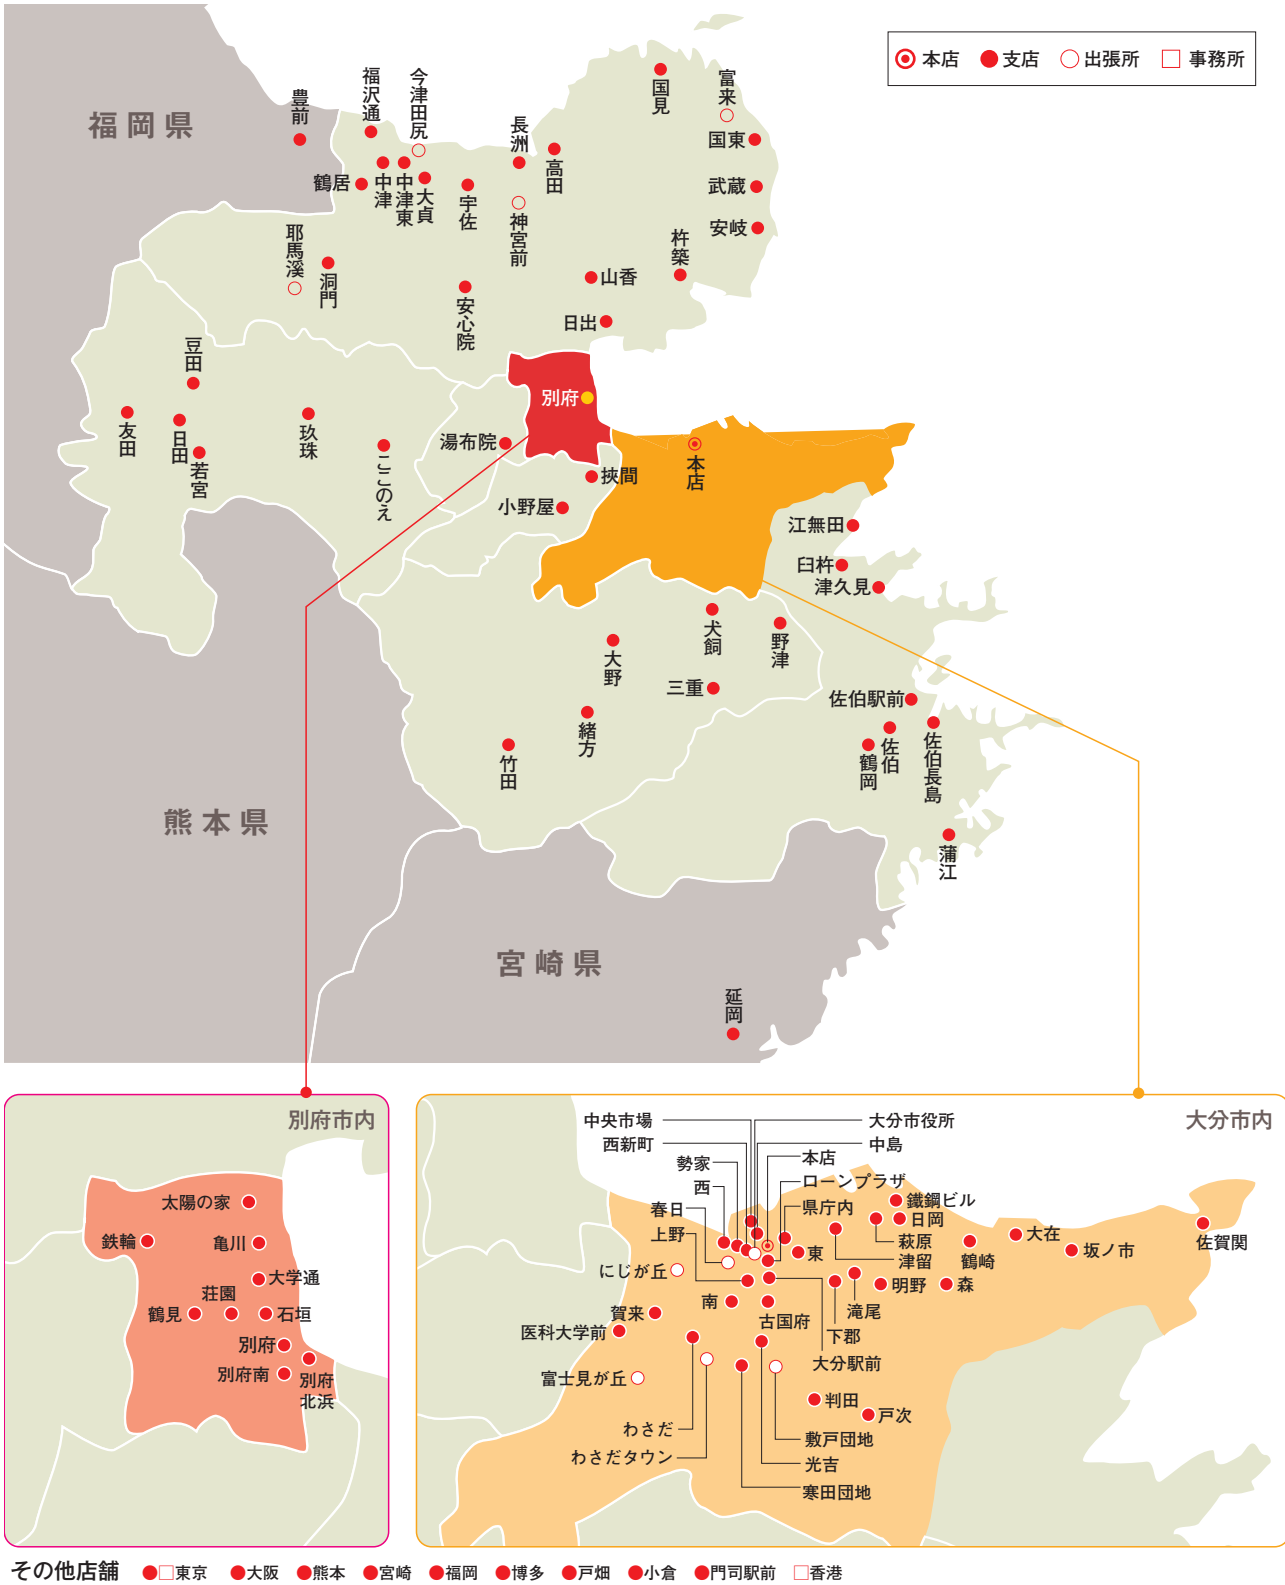 本店 支店 出張所 事務所
福岡県
豊前
福沢通
今津田尻
長洲
高田
国見
富来
国東
武蔵
安岐
杵築
鶴居
中津
中津東
大貞
宇佐
神宮前
耶馬溪
洞門
安心院
山香
日出
豆田
友田
日田
若宮
玖珠
ここのえ
湯布院
別府
本店
挾間
小野屋
江無田
臼杵
津久見
犬飼
野津
大野
三重
緒方
竹田
佐伯駅前
佐伯
鶴岡
佐伯長島
蒲江
熊本県
宮崎県
延岡
別府市内
太陽の家
鉄輪
亀川
大学通
荘園
鶴見
石垣
別府
別府南
別府
北浜
大分市内
中央市場
大分市役所
西新町
中島
勢家
本店
西
ローンプラザ
春日
県庁内
上野
鐵鋼ビル
日岡
萩原
東
津留
鶴崎
大在
坂ノ市
佐賀関
にじが丘
明野
森
滝尾
南
賀来
古国府
下郡
医科大学前
大分駅前
富士見が丘
判田
戸次
わさだ
敷戸団地
わさだタウン
光吉
寒田団地
その他店舗 東京 大阪 熊本 宮崎 福岡 博多 戸畑 小倉 門司駅前 香港